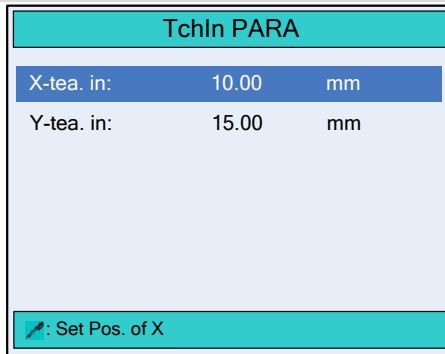 TchIn PARA
X-tea. in: 10.00 mm
Y-tea. in: 15.00 mm
: Set Pos. of X